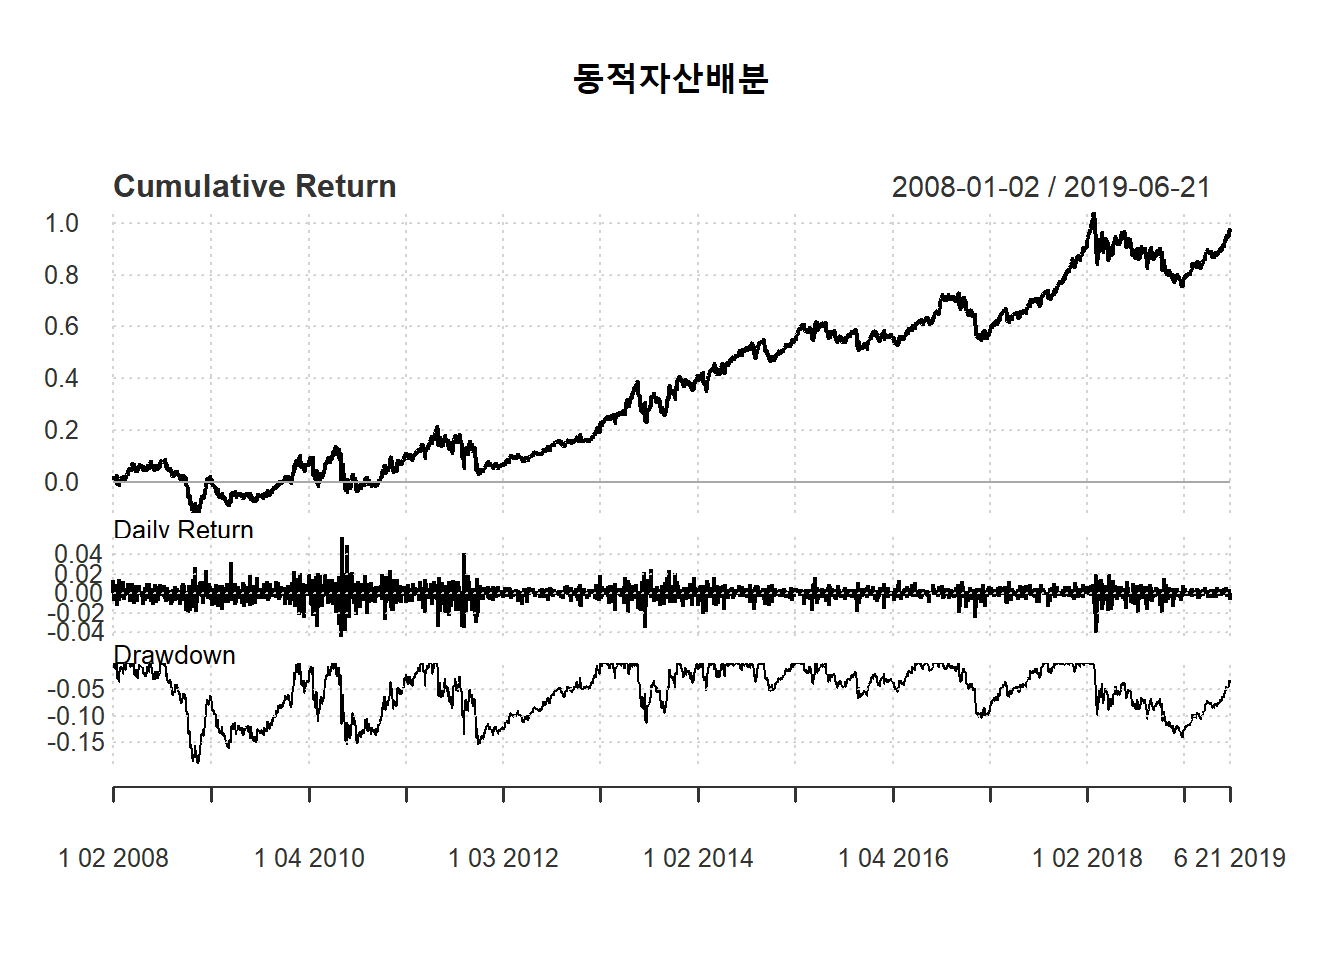 동적자산배분
Cumulative Return
2008-01-02 / 2019-06-21
1.0
0.8
0.6
0.4
0.2
0.0
Daily Return
0.04
0.02
0.00
-0.02
-0.04
Drawdown
-0.05
-0.10
-0.15
1 02 2008
1 04 2010
1 03 2012
1 02 2014
1 04 2016
1 02 2018
6 21 2019